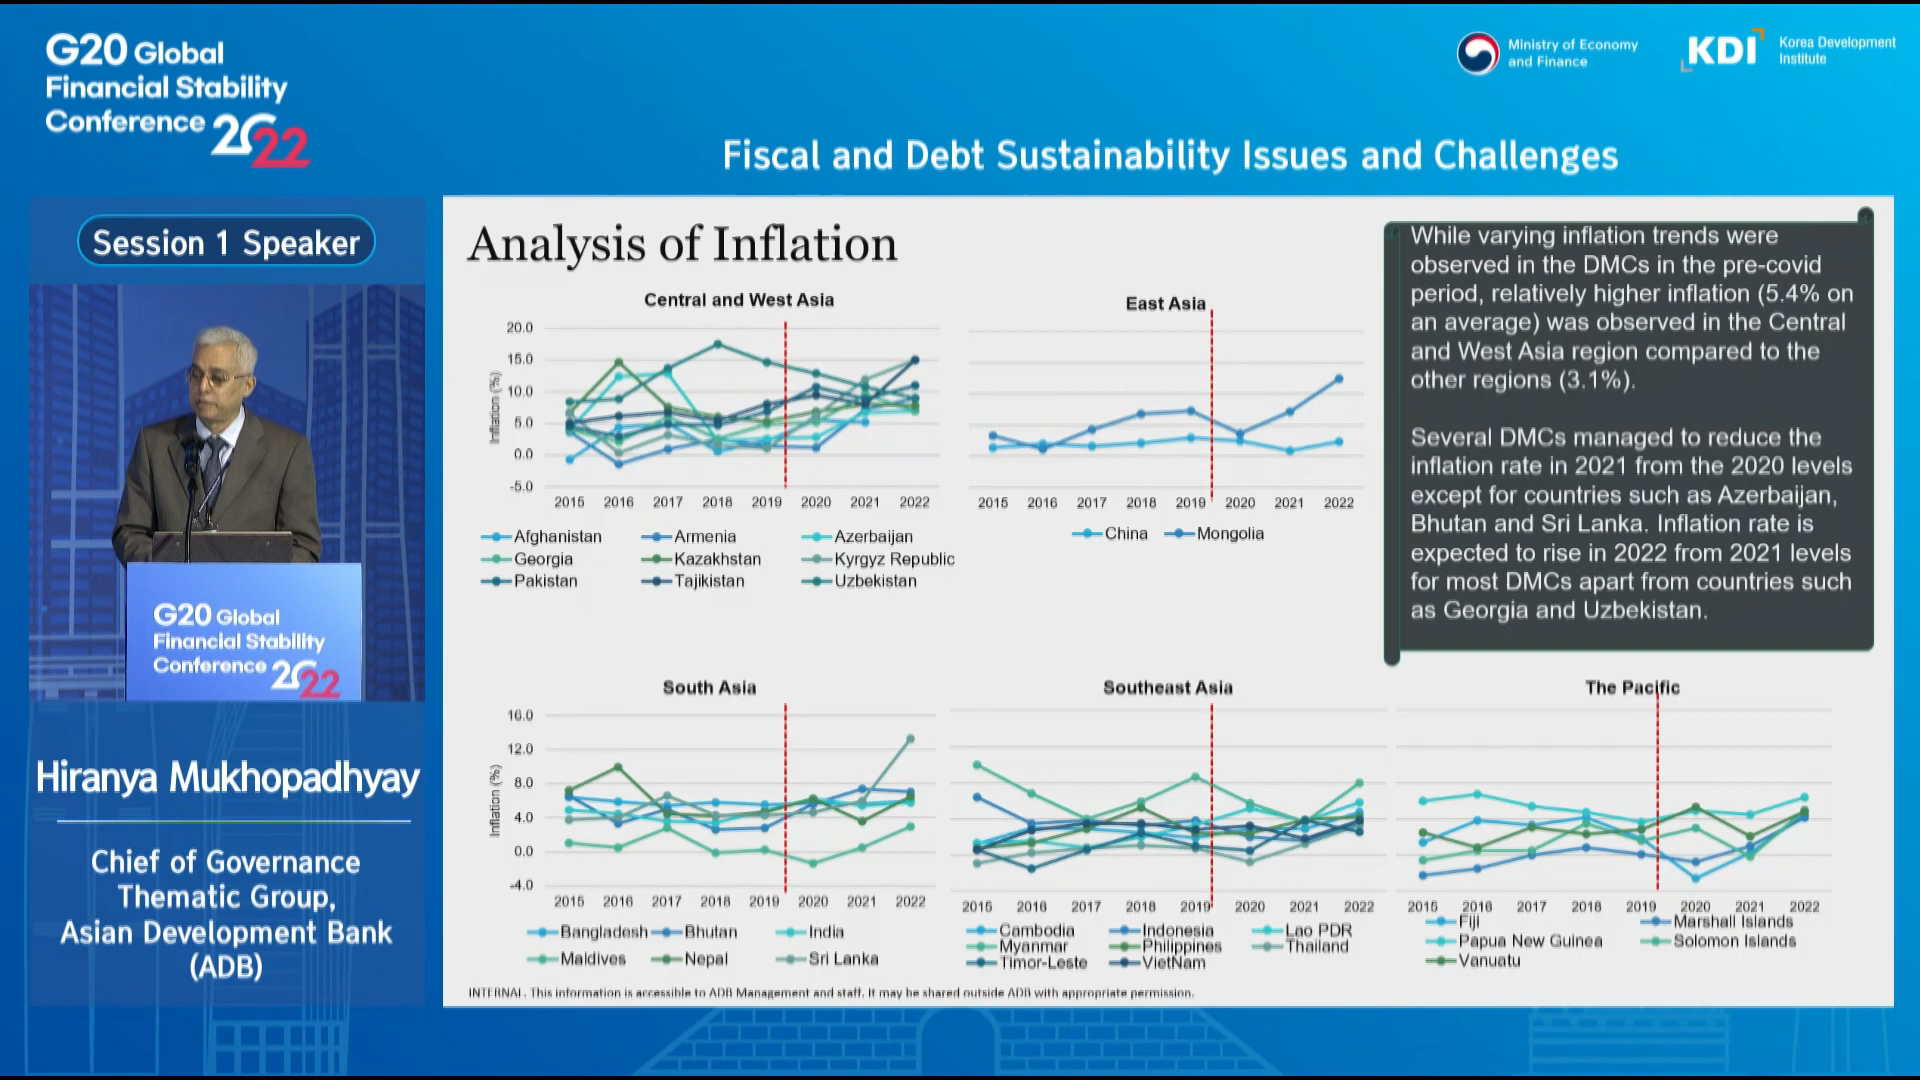 G20 Global
Financial Stability
Conference 2022
Ministry of Economy
and Finance
KDI
Korea Development
Institute
Fiscal and Debt Sustainability Issues and Challenges
Session 1 Speaker
G20 Global
Financial Stability
Conference 2022
Hiranya Mukhopadhyay
Chief of Governance
Thematic Group,
Asian Development Bank
(ADB)
Analysis of Inflation
Central and West Asia
Inflation (%)
20.0
15.0
10.0
5.0
0.0
-5.0
2015 2016 2017 2018 2019 2020 2021 2022
Afghanistan Armenia Azerbaijan
Georgia Kazakhstan Kyrgyz Republic
Pakistan Tajikistan Uzbekistan
East Asia
2015 2016 2017 2018 2019 2020 2021 2022
China Mongolia
While varying inflation trends were
observed in the DMCs in the pre-covid
period, relatively higher inflation (5.4% on
an average) was observed in the Central
and West Asia region compared to the
other regions (3.1%).
Several DMCs managed to reduce the
inflation rate in 2021 from the 2020 levels
except for countries such as Azerbaijan,
Bhutan and Sri Lanka. Inflation rate is
expected to rise in 2022 from 2021 levels
for most DMCs apart from countries such
as Georgia and Uzbekistan.
South Asia
Inflation (%)
16.0
12.0
8.0
4.0
0.0
-4.0
2015 2016 2017 2018 2019 2020 2021 2022
Bangladesh Bhutan India
Maldives Nepal Sri Lanka
Southeast Asia
2015 2016 2017 2018 2019 2020 2021 2022
Cambodia Indonesia Lao PDR
Myanmar Philippines Thailand
Timor-Leste VietNam
The Pacific
2015 2016 2017 2018 2019 2020 2021 2022
Fiji Marshall Islands
Papua New Guinea Solomon Islands
Vanuatu
INTERNAL. This information is accessible to ADB Management and staff. It may be shared outside ADB with appropriate permission.